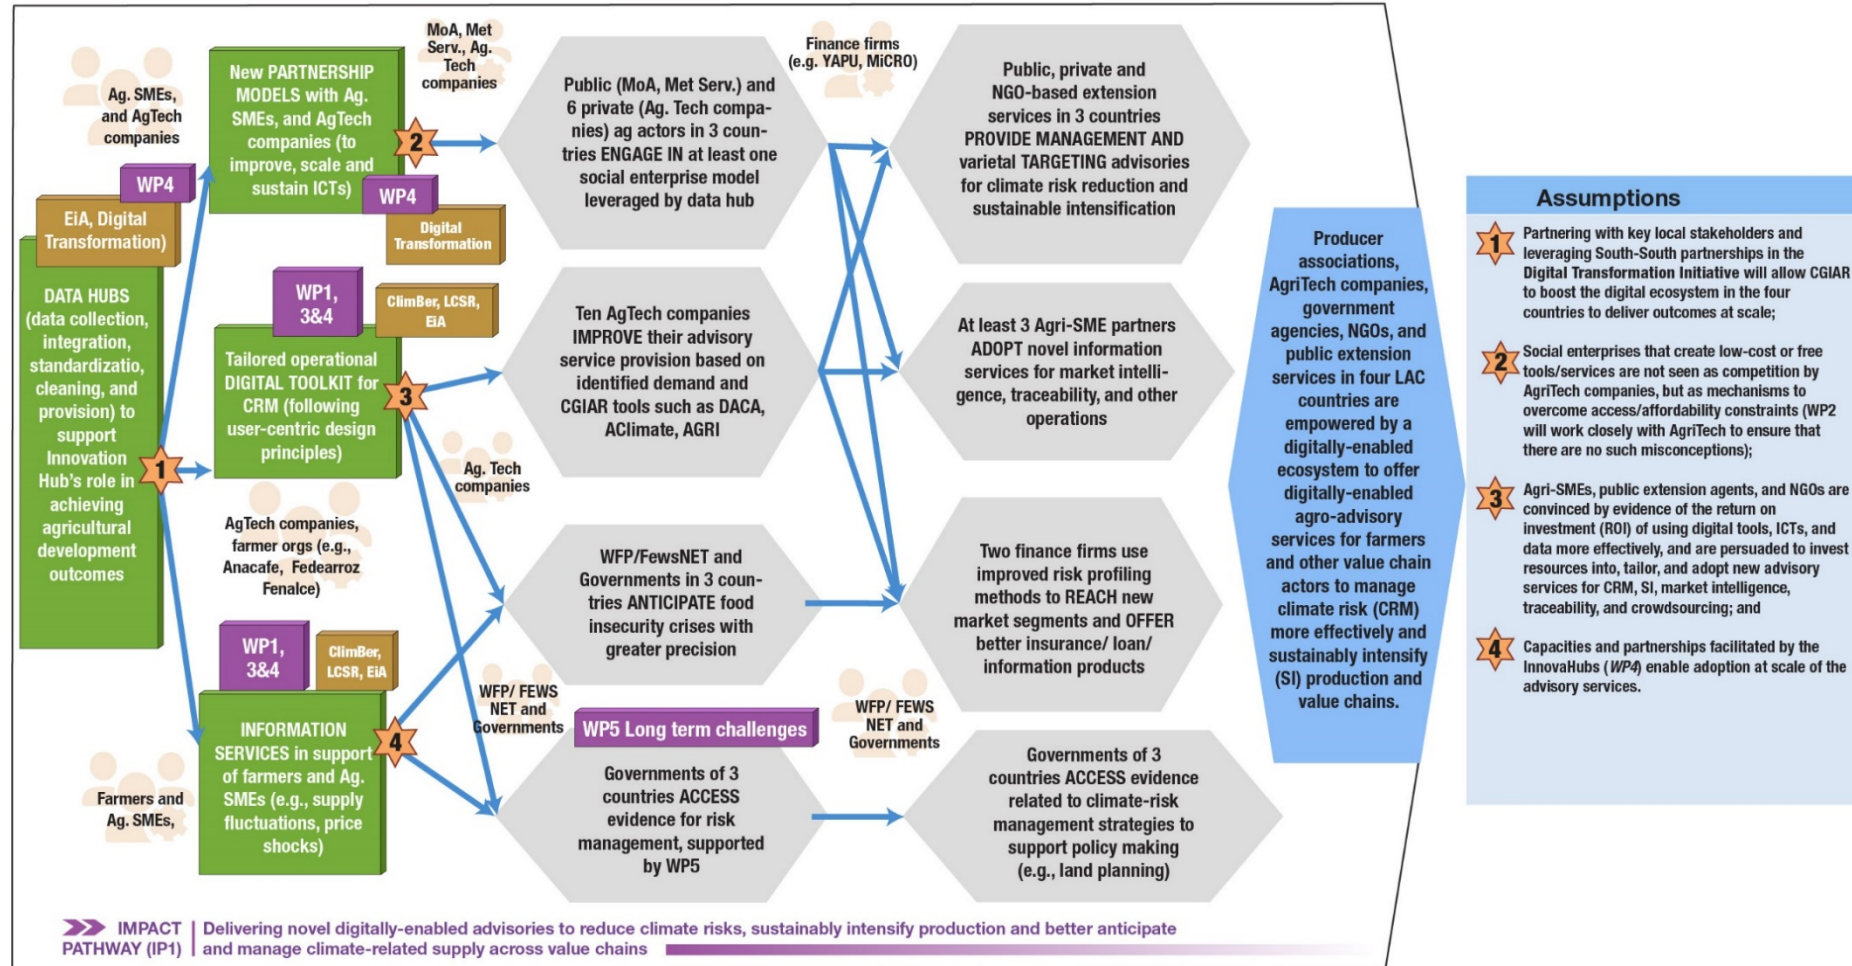 Ag. SMEs,
and AgTech
companies
WP4
EiA, Digital
Transformation)
DATA HUBS
(data collection,
integration,
standardizatio,
cleaning, and
provision) to
support
Innovation
Hub's role in
achieving
agricultural
development
outcomes
1
New PARTNERSHIP
MODELS with Ag.
SMEs, and AgTech
companies (to
improve, scale and
sustain ICTs)
2
WP4
Digital
Transformation
MoA, Met
Serv., Ag.
Tech
companies
WP1,
3&4
ClimBer, LCSR,
EiA
Tailored operational
DIGITAL TOOLKIT for
CRM (following
user-centric design
principles)
3
AgTech companies,
farmer orgs (e.g.,
Anacafe, Fedearroz
Fenalce)
WP1,
3&4
ClimBer,
LCSR, EiA
INFORMATION
SERVICES in support
of farmers and Ag.
SMEs (e.g., supply
fluctuations, price
shocks)
4
Farmers and
Ag. SMEs,
Ag. Tech
companies
WFP/ FEWS
NET and
Governments
Public (MoA, Met Serv.) and
6 private (Ag. Tech compa-
nies) ag actors in 3 coun-
tries ENGAGE IN at least one
social enterprise model
leveraged by data hub
Ten AgTech companies
IMPROVE their advisory
service provision based on
identified demand and
CGIAR tools such as DACA,
AClimate, AGRI
WFP/FewsNET and
Governments in 3 coun-
tries ANTICIPATE food
insecurity crises with
greater precision
WP5 Long term challenges
Governments of 3
countries ACCESS
evidence for risk
management, supported
by WP5
Finance firms
(e.g. YAPU, MiCRO)
WFP/ FEWS
NET and
Governments
Public, private and
NGO-based extension
services in 3 countries
PROVIDE MANAGEMENT AND
varietal TARGETING advisories
for climate risk reduction and
sustainable intensification
At least 3 Agri-SME partners
ADOPT novel information
services for market intelli-
gence, traceability, and other
operations
Two finance firms use
improved risk profiling
methods to REACH new
market segments and OFFER
better insurance/ loan/
information products
Governments of 3
countries ACCESS evidence
related to climate-risk
management strategies to
support policy making
(e.g., land planning)
Producer
associations,
AgriTech companies,
government
agencies, NGOs, and
public extension
services in four LAC
countries are
empowered by a
digitally-enabled
ecosystem to offer
digitally-enabled
agro-advisory
services for farmers
and other value chain
actors to manage
climate risk (CRM)
more effectively and
sustainably intensify
(SI) production and
value chains.
Assumptions
1 Partnering with key local stakeholders and
leveraging South-South partnerships in the
Digital Transformation Initiative will allow CGIAR
to boost the digital ecosystem in the four
countries to deliver outcomes at scale;
2 Social enterprises that create low-cost or free
tools/services are not seen as competition by
AgriTech companies, but as mechanisms to
overcome access/affordability constraints (WP2
will work closely with AgriTech to ensure that
there are no such misconceptions);
3 Agri-SMEs, public extension agents, and NGOs are
convinced by evidence of the return on
investment (ROI) of using digital tools, ICTs, and
data more effectively, and are persuaded to invest
resources into, tailor, and adopt new advisory
services for CRM, SI, market intelligence,
traceability, and crowdsourcing; and
4 Capacities and partnerships facilitated by the
InnovaHubs (WP4) enable adoption at scale of the
advisory services.
IMPACT
PATHWAY (IP1)
Delivering novel digitally-enabled advisories to reduce climate risks, sustainably intensify production and better anticipate
and manage climate-related supply across value chains